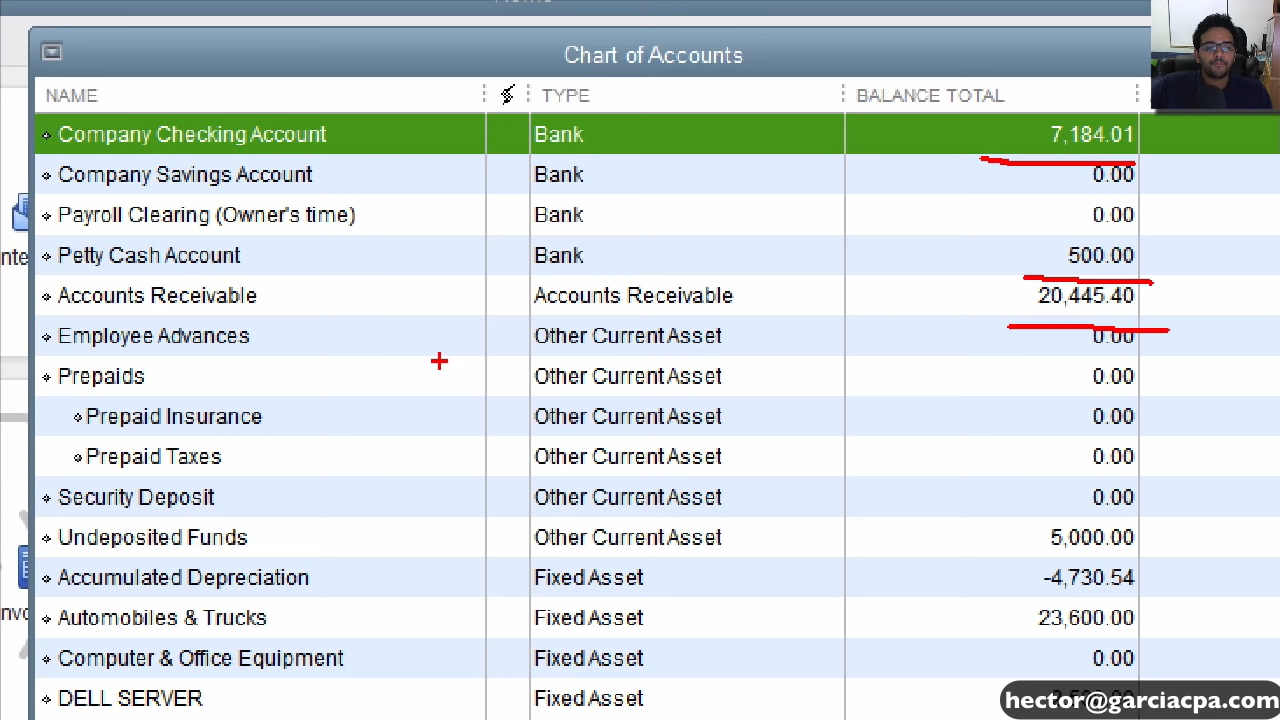 Chart of Accounts
NAME TYPE BALANCE TOTAL
Company Checking Account Bank 7,184.01
Company Savings Account Bank 0.00
Payroll Clearing (Owner's time) Bank 0.00
Petty Cash Account Bank 500.00
Accounts Receivable Accounts Receivable 20,445.40
Employee Advances Other Current Asset 0.00
Prepaids Other Current Asset 0.00
Prepaid Insurance Other Current Asset 0.00
Prepaid Taxes Other Current Asset 0.00
Security Deposit Other Current Asset 0.00
Undeposited Funds Other Current Asset 5,000.00
Accumulated Depreciation Fixed Asset -4,730.54
Automobiles & Trucks Fixed Asset 23,600.00
Computer & Office Equipment Fixed Asset 0.00
DELL SERVER Fixed Asset
hector@garciacpa.com